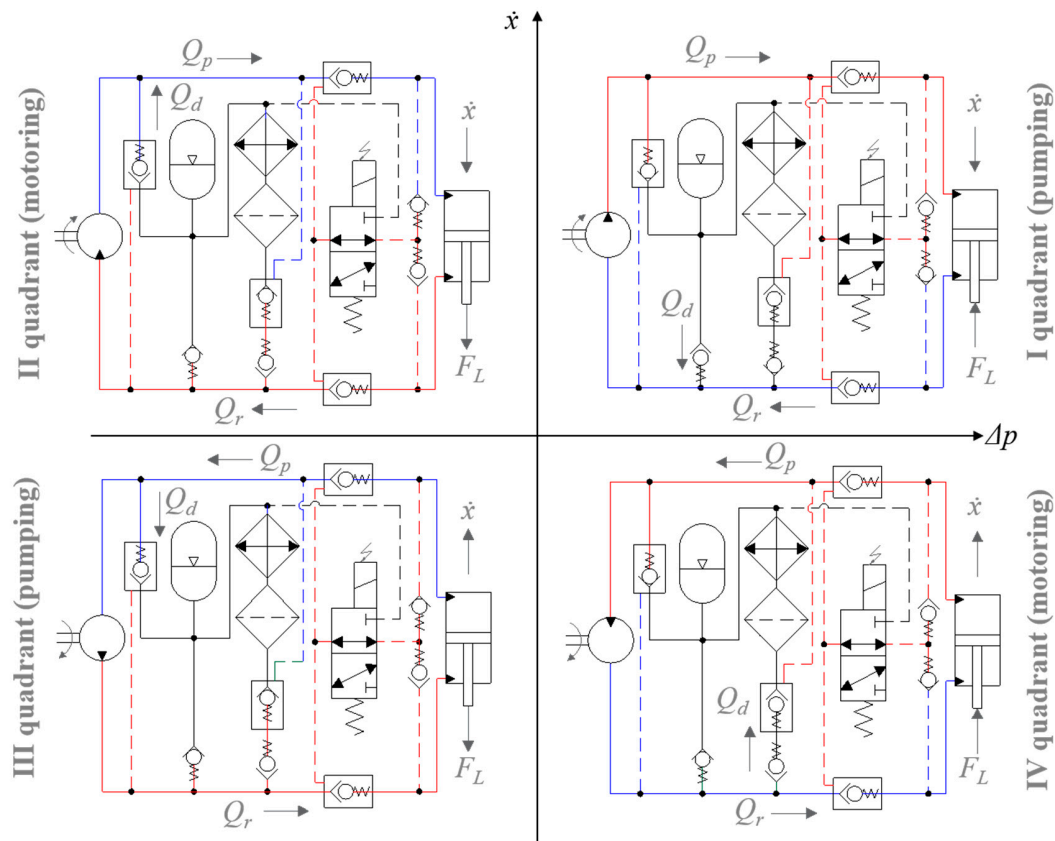 ẋ
Q_p
Q_d
ẋ
F_L
Q_r
II quadrant (motoring)
Q_p
Q_d
ẋ
F_L
Q_r
I quadrant (pumping)
Δp
Q_p
Q_d
ẋ
F_L
Q_r
III quadrant (pumping)
Q_p
Q_d
ẋ
F_L
Q_r
IV quadrant (motoring)